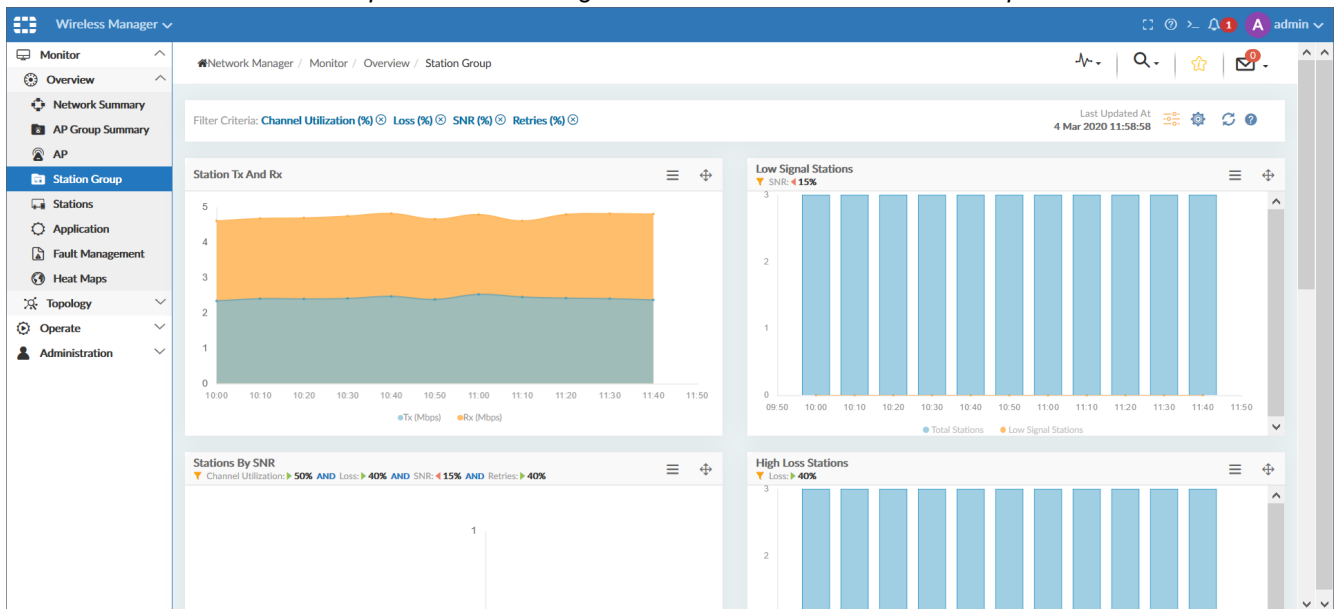 Wireless Manager
1
A admin
Monitor
Overview
Network Summary
AP Group Summary
AP
Station Group
Stations
Application
Fault Management
Heat Maps
Topology
Operate
Administration
Network Manager / Monitor / Overview / Station Group
0
Filter Criteria: Channel Utilization (%) Loss (%) SNR (%) Retries (%)
Last Updated At
4 Mar 2020 11:58:58
Station Tx And Rx
5
4
3
2
1
0
10:00 10:10 10:20 10:30 10:40 10:50 11:00 11:10 11:20 11:30 11:40 11:50
Tx (Mbps) Rx (Mbps)
Low Signal Stations
SNR: 15%
3
2
1
0
09:50 10:00 10:10 10:20 10:30 10:40 10:50 11:00 11:10 11:20 11:30 11:40 11:50
Total Stations Low Signal Stations
Stations By SNR
Channel Utilization: 50% AND Loss: 40% AND SNR: 15% AND Retries: 40%
1
High Loss Stations
Loss: 40%
3
2